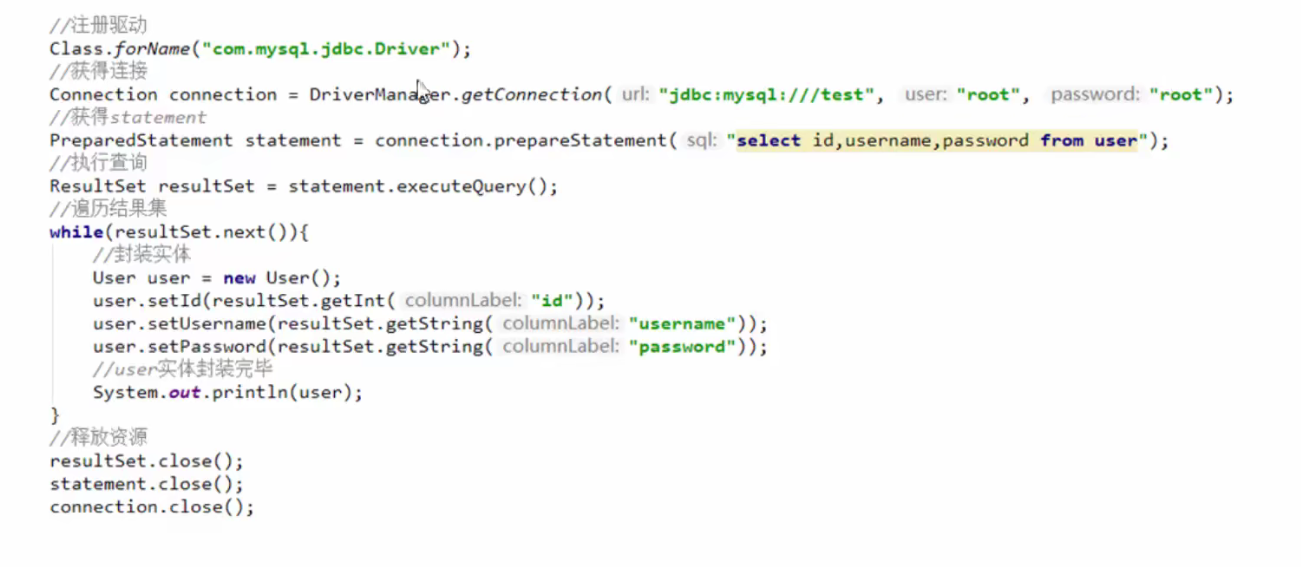 //注册驱动
Class.forName("com.mysql.jdbc.Driver");
//获得连接
Connection connection = DriverManager.getConnection( url: "jdbc:mysql:///test", user: "root", password: "root");
//获得statement
PreparedStatement statement = connection.prepareStatement( sql: "select id,username,password from user");
//执行查询
ResultSet resultSet = statement.executeQuery();
//遍历结果集
while(resultSet.next()){
//封装实体
User user = new User();
user.setId(resultSet.getInt( columnLabel: "id"));
user.setUsername(resultSet.getString( columnLabel: "username"));
user.setPassword(resultSet.getString( columnLabel: "password"));
//user实体封装完毕
System.out.println(user);
}
//释放资源
resultSet.close();
statement.close();
connection.close();